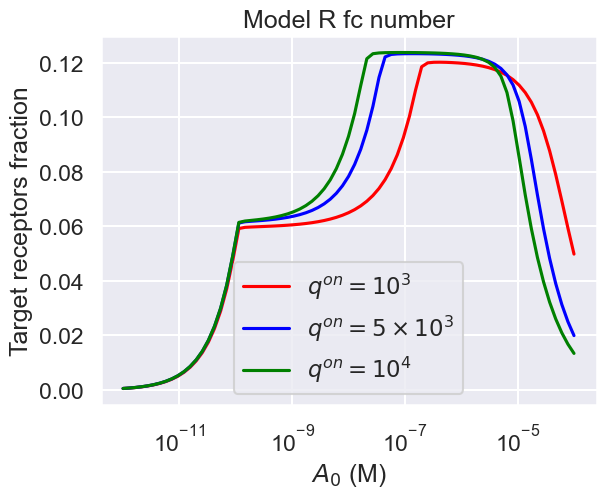 Model R fc number
Target receptors fraction
0.12
0.10
0.08
0.06
0.04
0.02
0.00
q^{on} = 10^3
q^{on} = 5 × 10^3
q^{on} = 10^4
10^{−11} 10^{−9} 10^{−7} 10^{−5}
A_0 (M)